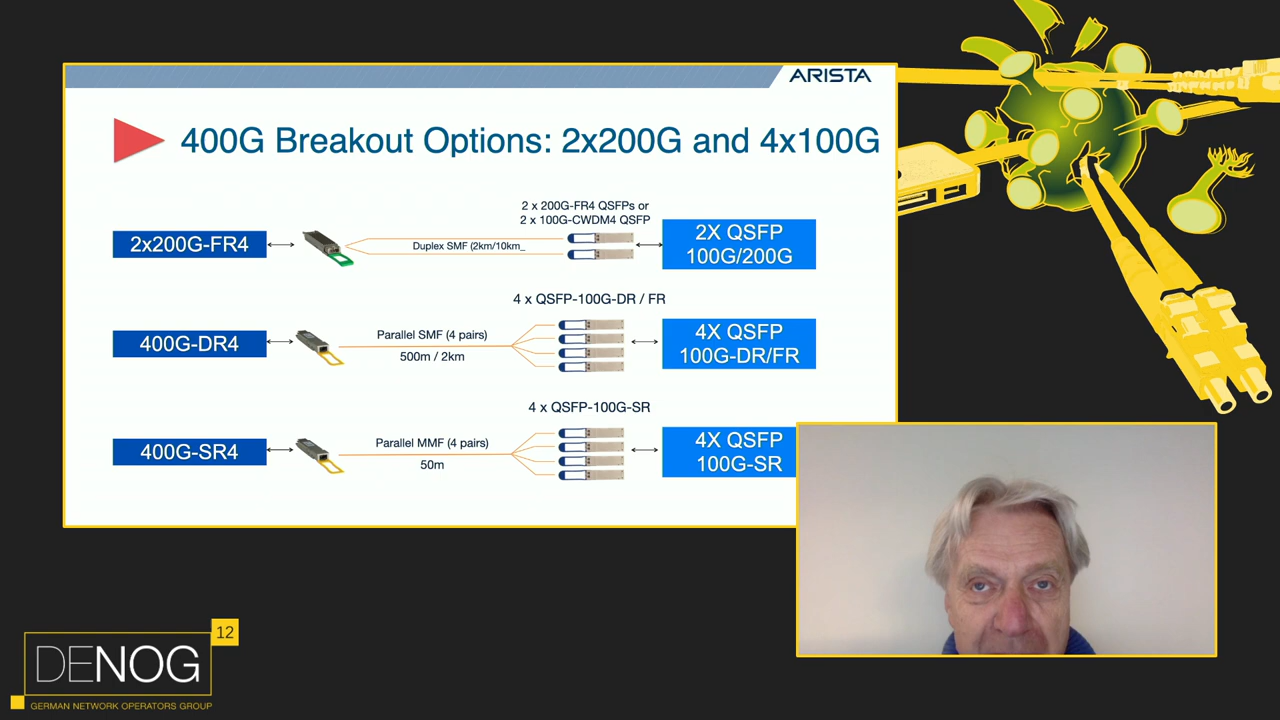 ARISTA
400G Breakout Options: 2x200G and 4x100G
2 x 200G-FR4 QSFPs or
2 x 100G-CWDM4 QSFP
2x200G-FR4
Duplex SMF (2km/10km_
2X QSFP
100G/200G
4 x QSFP-100G-DR / FR
400G-DR4
Parallel SMF (4 pairs)
500m / 2km
4X QSFP
100G-DR/FR
4 x QSFP-100G-SR
400G-SR4
Parallel MMF (4 pairs)
50m
4X QSFP
100G-SR
12
DENOG
GERMAN NETWORK OPERATORS GROUP